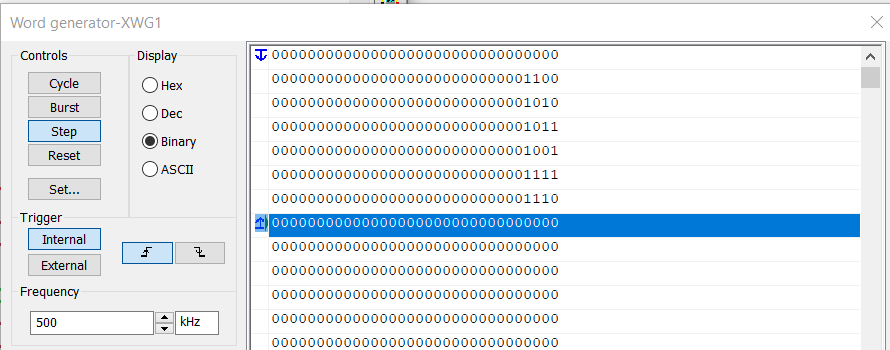 Word generator-XWG1
Controls
Cycle
Burst
Step
Reset
Set...
Display
Hex
Dec
Binary
ASCII
Trigger
Internal
External
Frequency
500
kHz
00000000000000000000000000000000
00000000000000000000000000001100
00000000000000000000000000001010
00000000000000000000000000001011
00000000000000000000000000001001
00000000000000000000000000001111
00000000000000000000000000001110
00000000000000000000000000000000
00000000000000000000000000000000
00000000000000000000000000000000
00000000000000000000000000000000
00000000000000000000000000000000
00000000000000000000000000000000